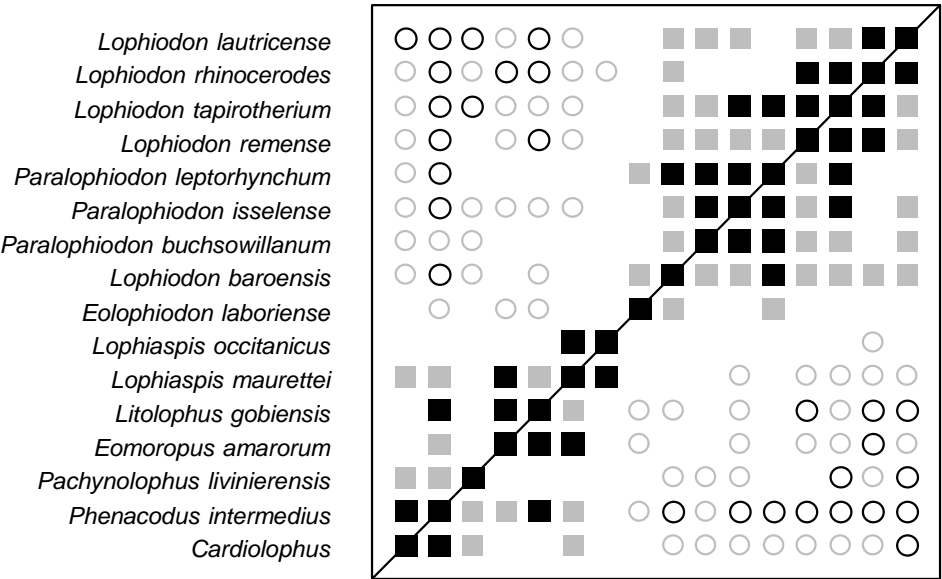 Lophiodon lautricense
Lophiodon rhinocerodes
Lophiodon tapirotherium
Lophiodon remense
Paralophiodon leptorhynchum
Paralophiodon isselense
Paralophiodon buchsowillanum
Lophiodon baroensis
Eolophiodon laboriense
Lophiaspis occitanicus
Lophiaspis maurettei
Litolophus gobiensis
Eomoropus amarorum
Pachynolophus livinierensis
Phenacodus intermedius
Cardiolophus